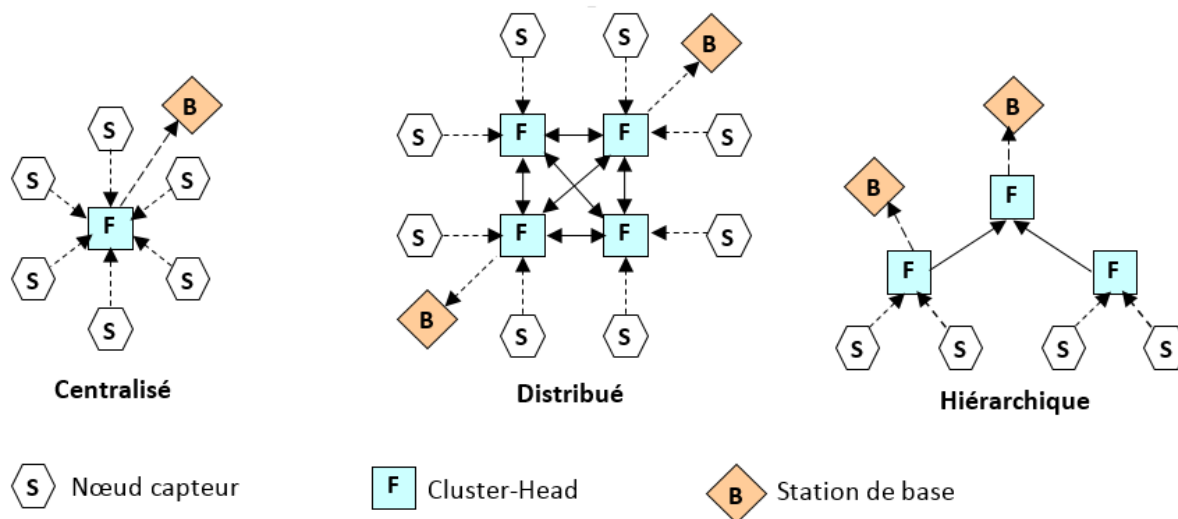 S S B
B
S B
S
S S
S F F S
B
F
F
S S
S F F S
F F
B
S
S S
S S S S
Centralisé Distribué Hiérarchique
S Nœud capteur F Cluster-Head B Station de base